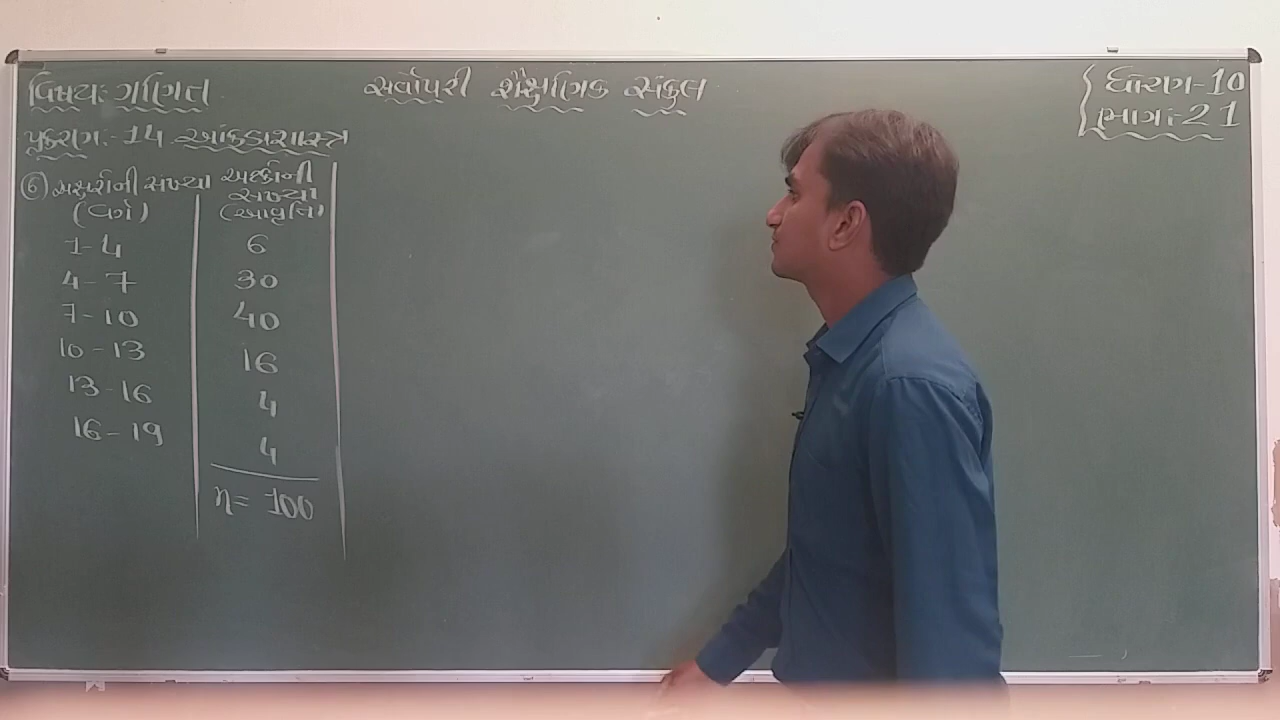 વિષય: ગણિત
સર્વોપરી શૈક્ષણિક સંકુલ
ધોરણ-10
ભાગ:-21
પ્રકરણ:-14 આંકડાશાસ્ત્ર
(6) અક્ષરોની સંખ્યા (વર્ગ) | અટકોની સંખ્યા (આવૃત્તિ)
1-4 6
4-7 30
7-10 40
10-13 16
13-16 4
16-19 4
n= 100